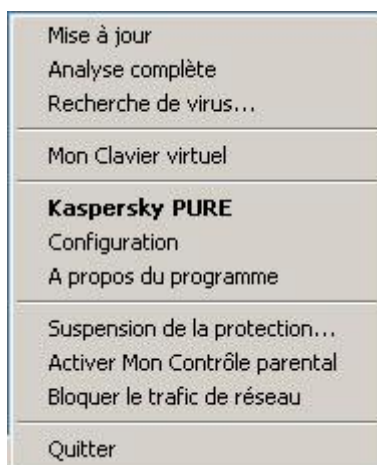 Mise à jour
Analyse complète
Recherche de virus...
Mon Clavier virtuel
Kaspersky PURE
Configuration
A propos du programme
Suspension de la protection...
Activer Mon Contrôle parental
Bloquer le trafic de réseau
Quitter